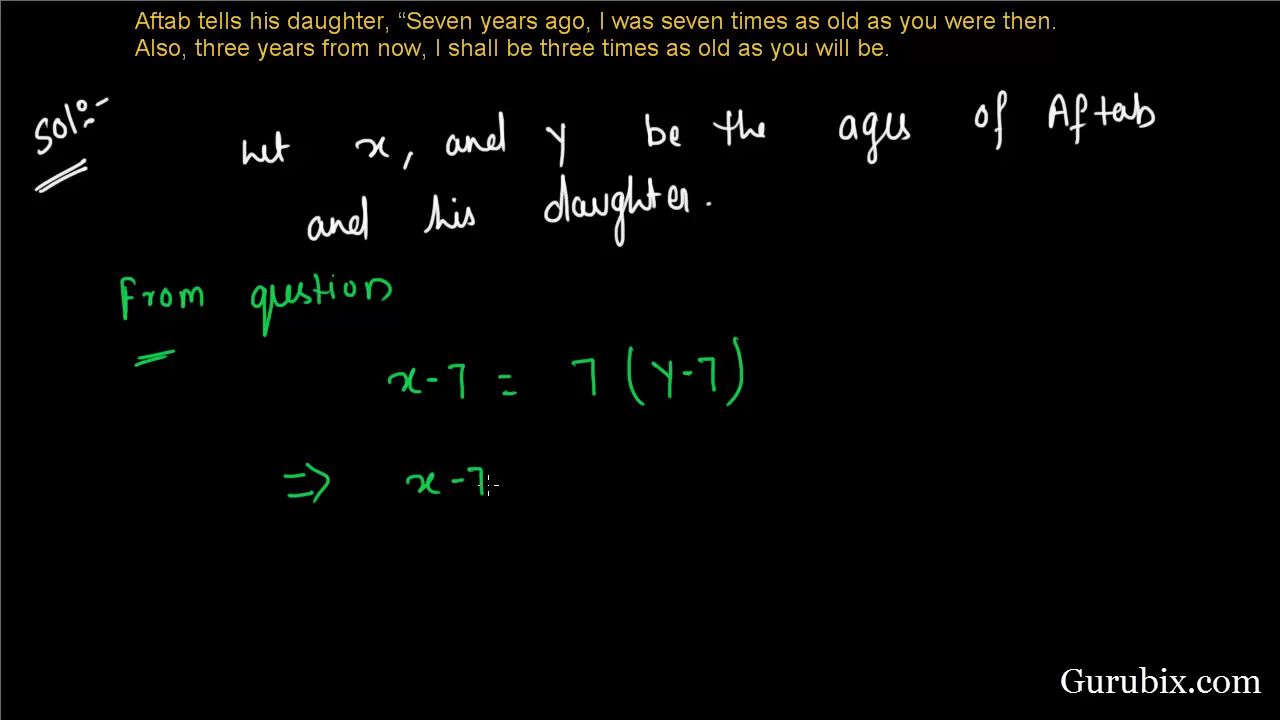 Aftab tells his daughter, “Seven years ago, I was seven times as old as you were then.
Also, three years from now, I shall be three times as old as you will be.
Sol:-
Let x, and y be the ages of Aftab
and his daughter.
From question
x-7 = 7 (y-7)
=> x-7
Gurubix.com